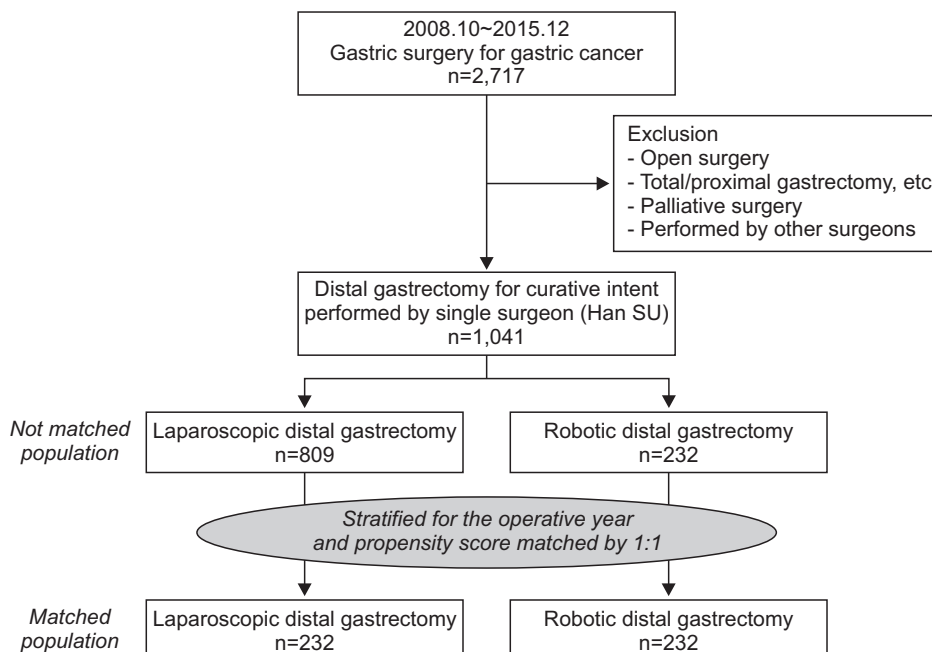 2008.10~2015.12
Gastric surgery for gastric cancer
n=2,717
Exclusion
- Open surgery
- Total/proximal gastrectomy, etc
- Palliative surgery
- Performed by other surgeons
Distal gastrectomy for curative intent
performed by single surgeon (Han SU)
n=1,041
Not matched
population
Laparoscopic distal gastrectomy
n=809
Robotic distal gastrectomy
n=232
Stratified for the operative year
and propensity score matched by 1:1
Matched
population
Laparoscopic distal gastrectomy
n=232
Robotic distal gastrectomy
n=232